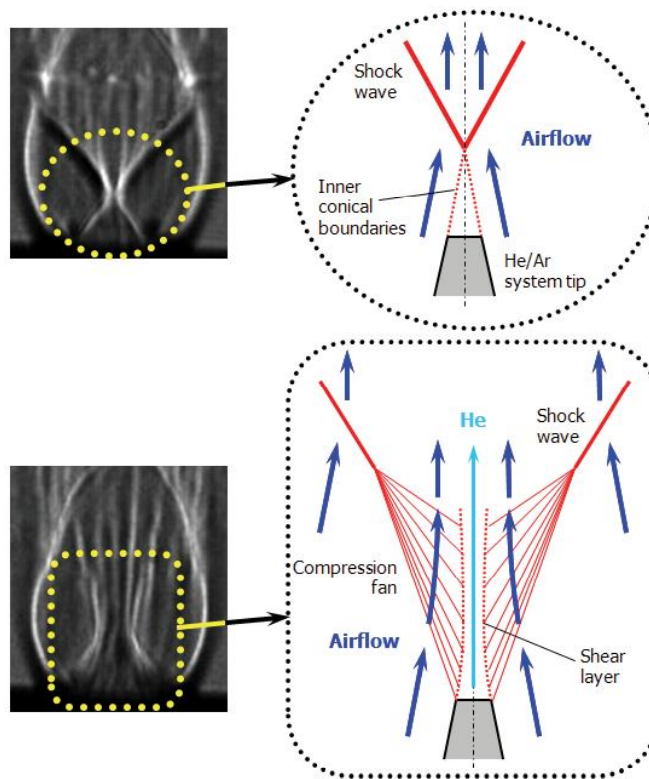 Shock
wave
Airflow
Inner
conical
boundaries
He/Ar
system tip
He
Shock
wave
Compression
fan
Airflow
Shear
layer